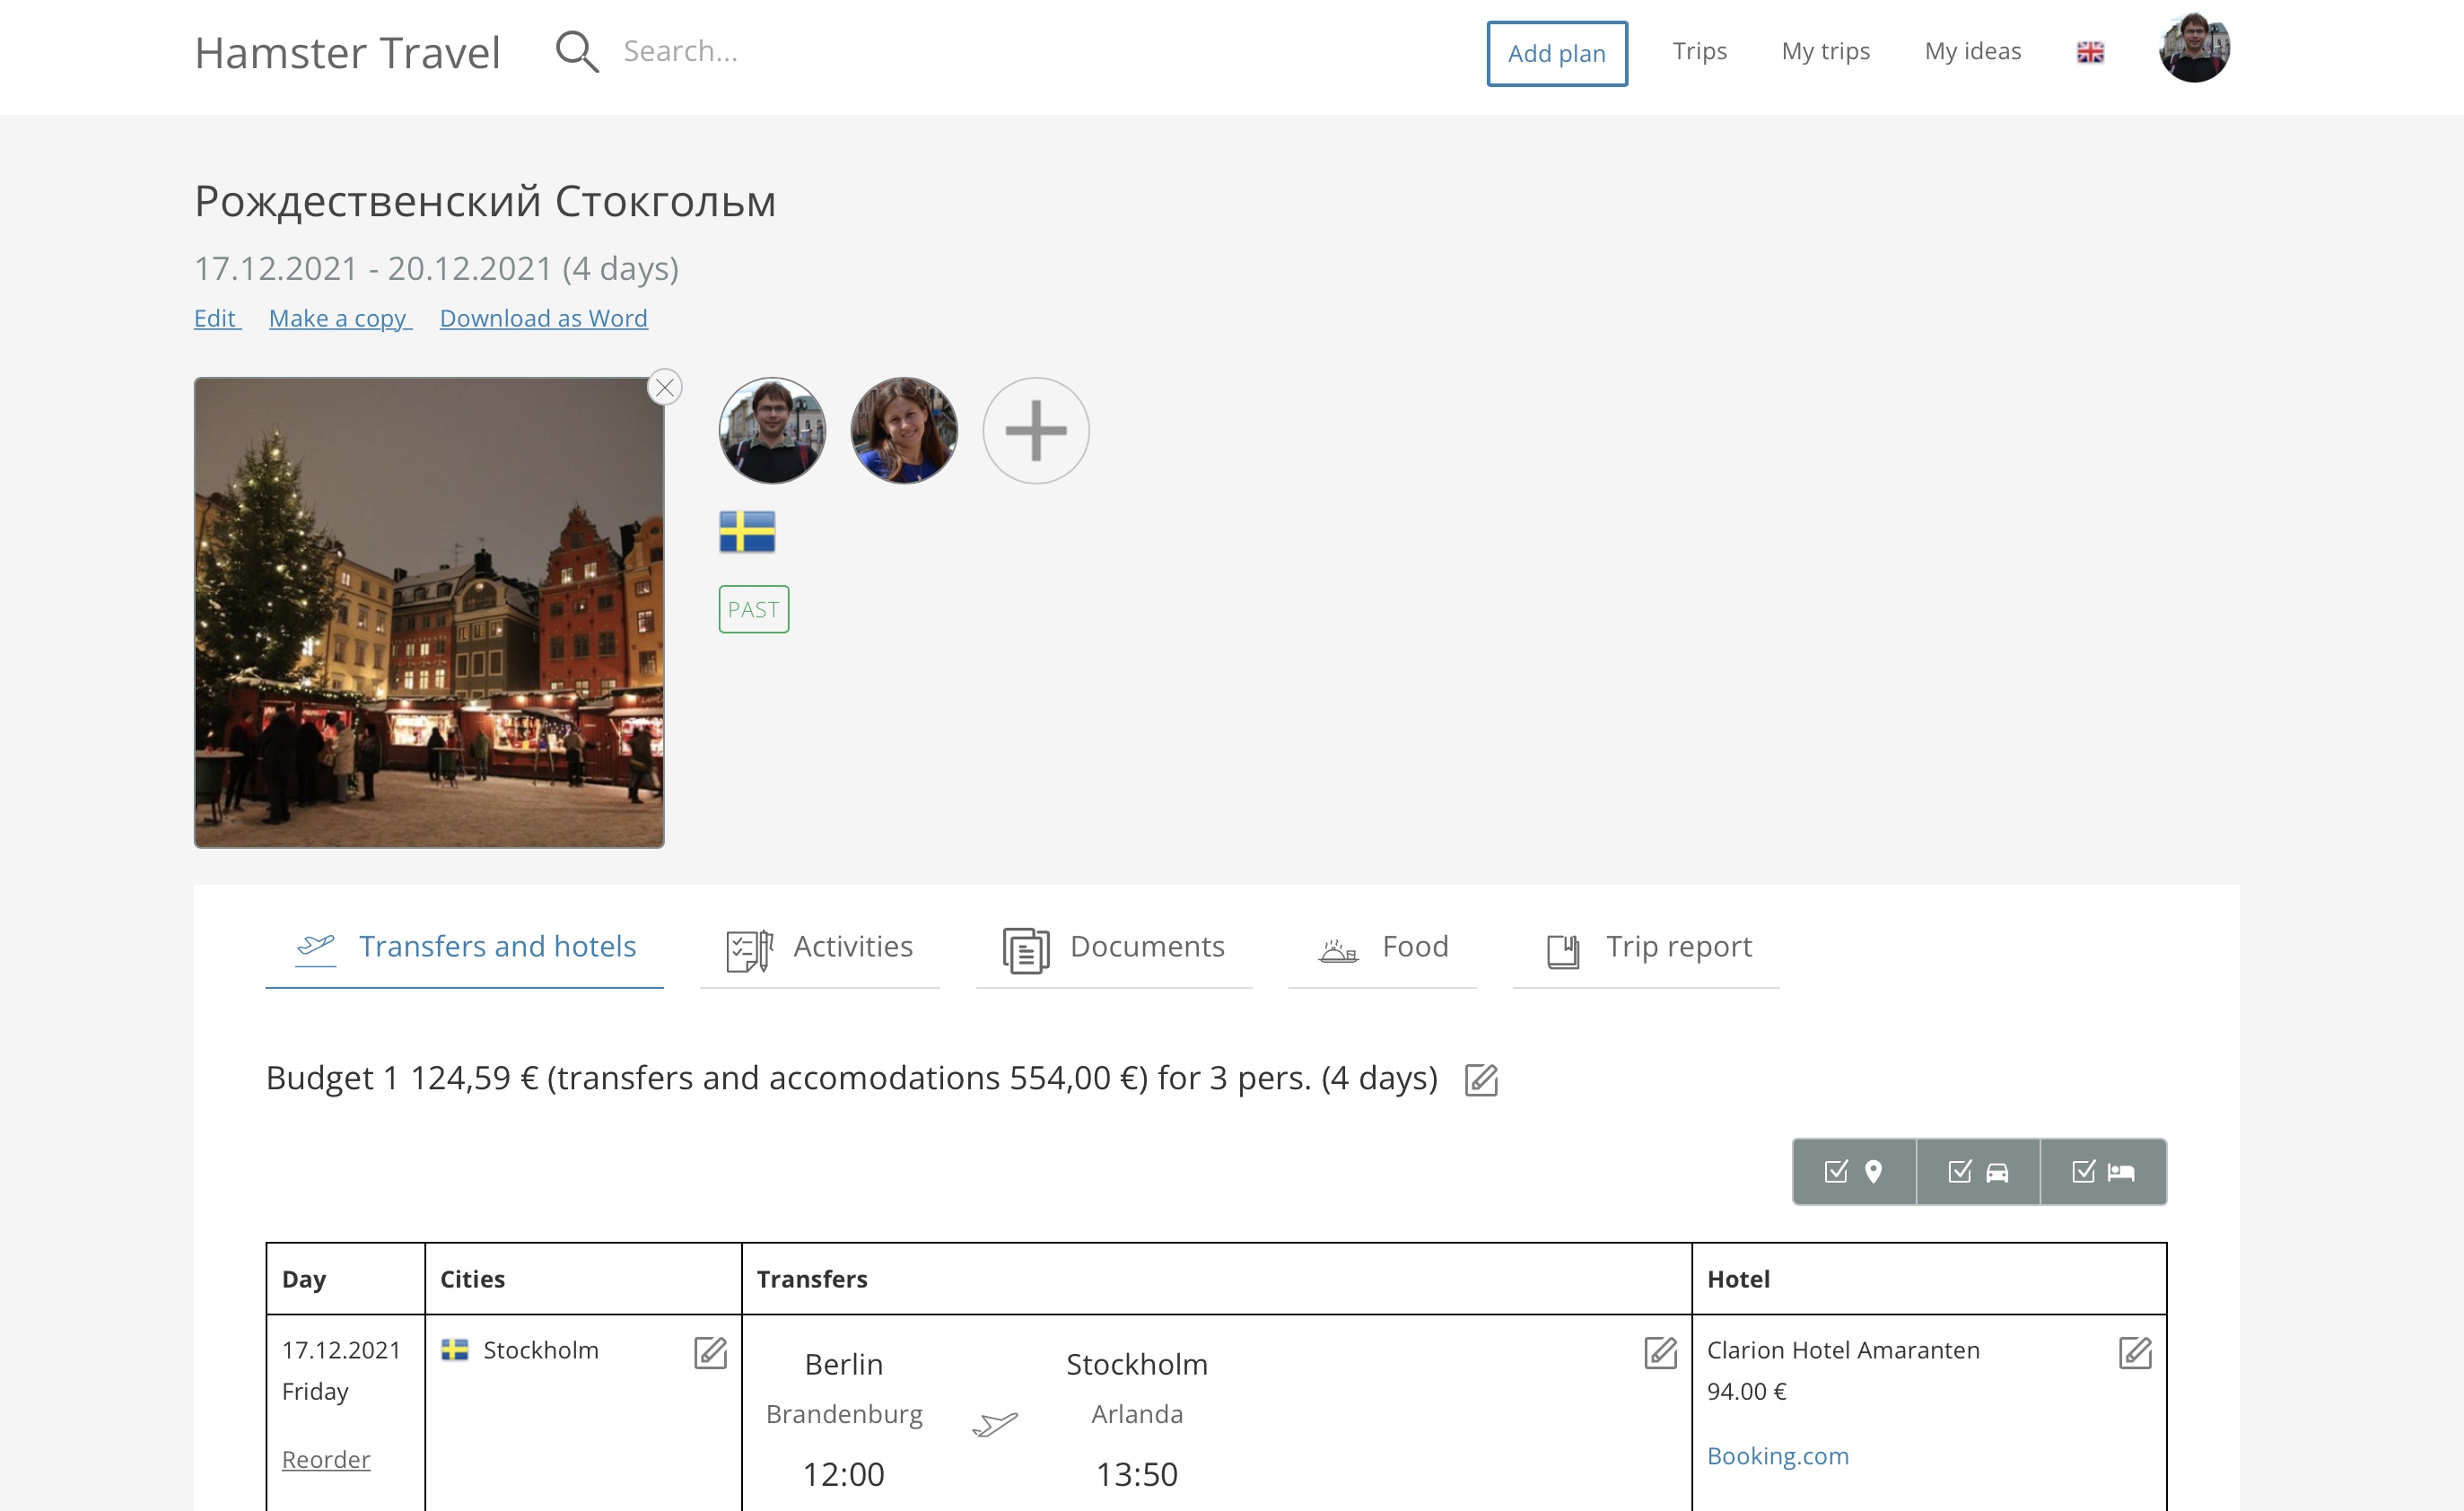 Hamster Travel Search... Add plan Trips My trips My ideas
Рождественский Стокгольм
17.12.2021 - 20.12.2021 (4 days)
Edit Make a copy Download as Word
PAST
Transfers and hotels Activities Documents Food Trip report
Budget 1 124,59 € (transfers and accomodations 554,00 €) for 3 pers. (4 days)
Day Cities Transfers Hotel
17.12.2021 Stockholm Berlin Stockholm Clarion Hotel Amaranten
Friday Brandenburg Arlanda 94.00 €
Reorder 12:00 13:50 Booking.com